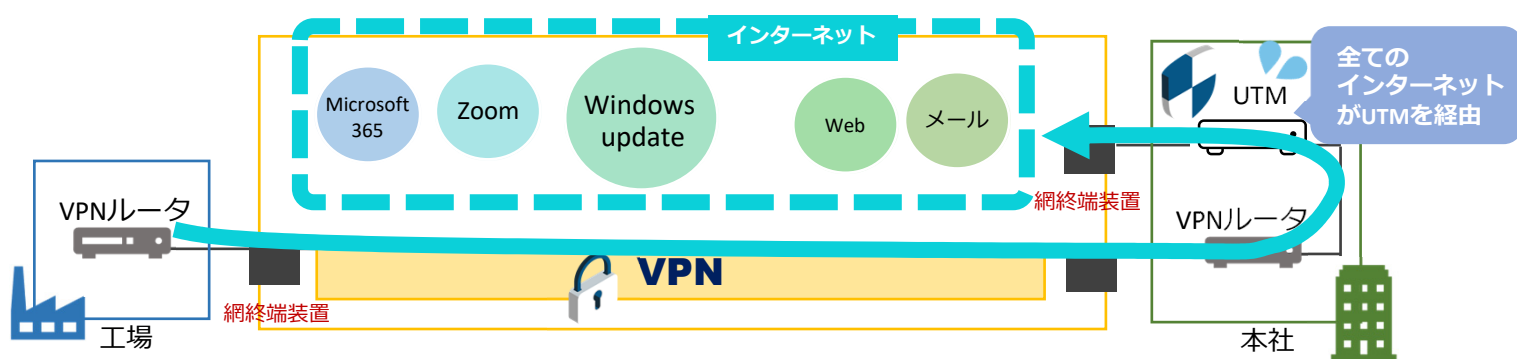 インターネット
Microsoft
365
Zoom
Windows
update
Web
メール
UTM
全ての
インターネット
がUTMを経由
VPNルータ
網終端装置
VPNルータ
VPN
網終端装置
工場
本社